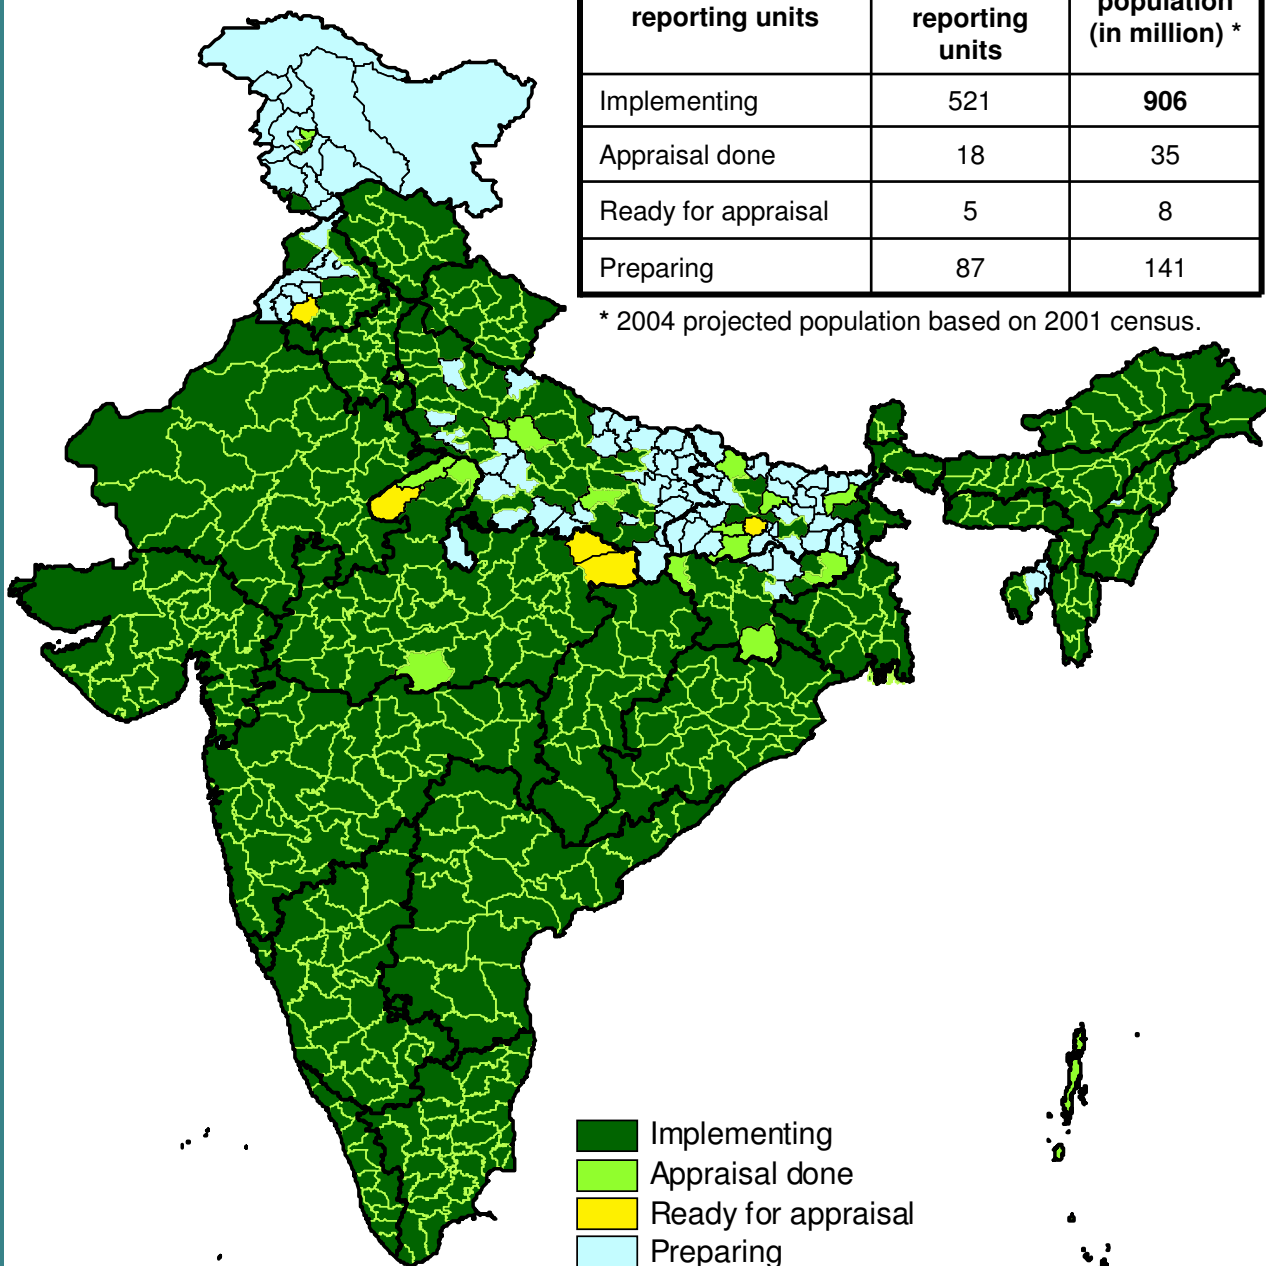 reporting units
reporting
units
population
(in million) *
Implementing 521 906
Appraisal done 18 35
Ready for appraisal 5 8
Preparing 87 141
* 2004 projected population based on 2001 census.
Implementing
Appraisal done
Ready for appraisal
Preparing